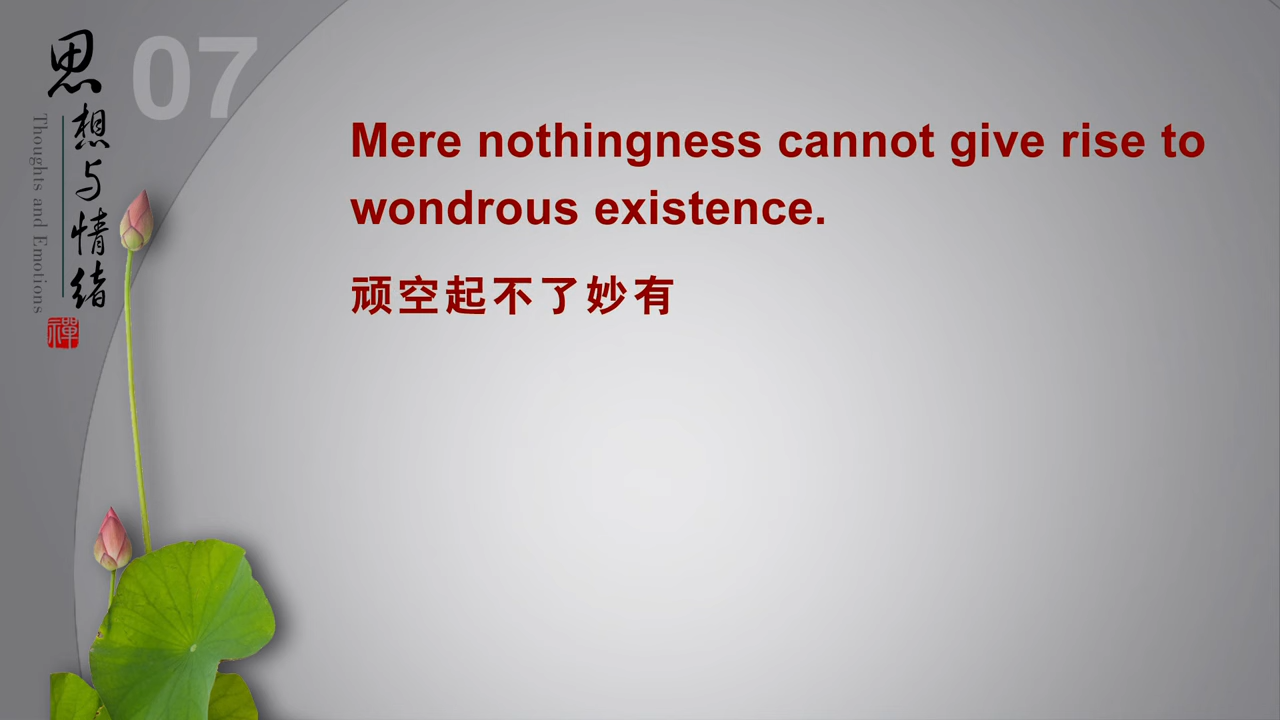 思想与情绪
Thoughts and Emotions
禪
07
Mere nothingness cannot give rise to
wondrous existence.
顽空起不了妙有